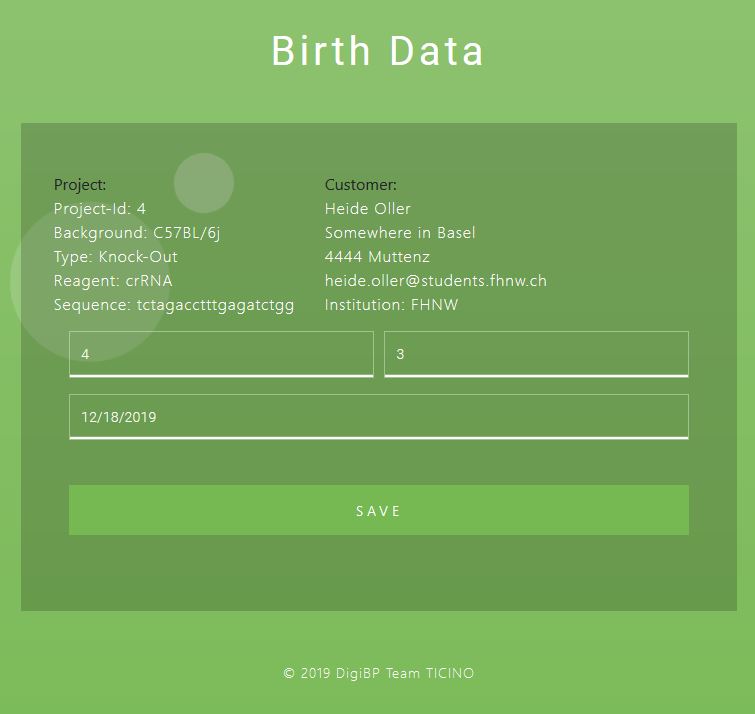 Birth Data
Project:
Project-Id: 4
Background: C57BL/6j
Type: Knock-Out
Reagent: crRNA
Sequence: tctagacctttgagatctgg
Customer:
Heide Oller
Somewhere in Basel
4444 Muttenz
heide.oller@students.fhnw.ch
Institution: FHNW
4
3
12/18/2019
SAVE
© 2019 DigiBP Team TICINO